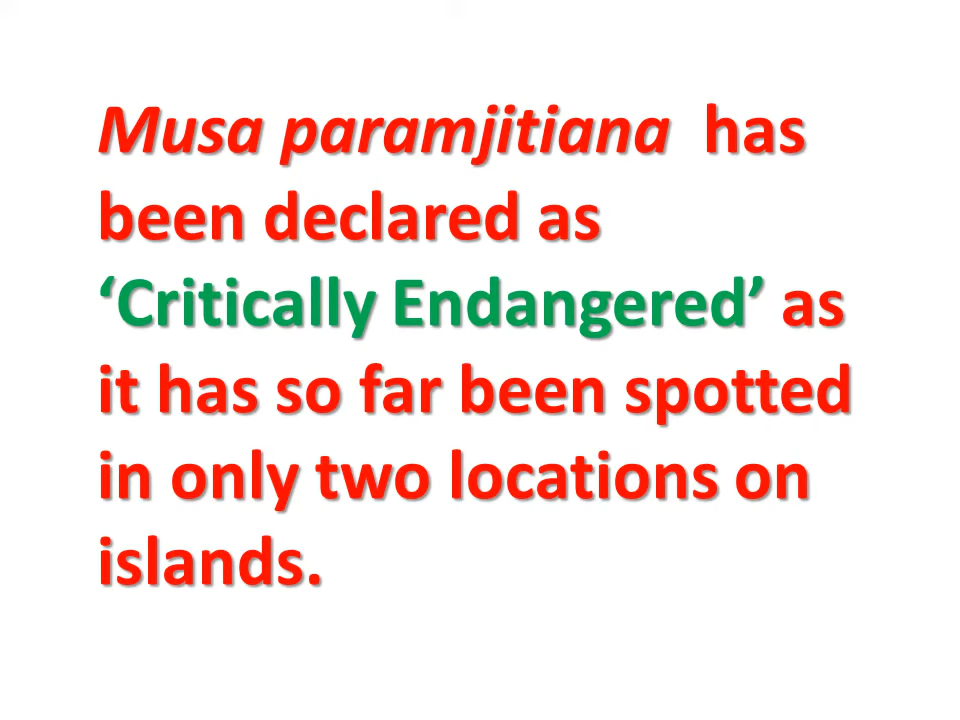 Musa paramjitiana has
been declared as
‘Critically Endangered’ as
it has so far been spotted
in only two locations on
islands.